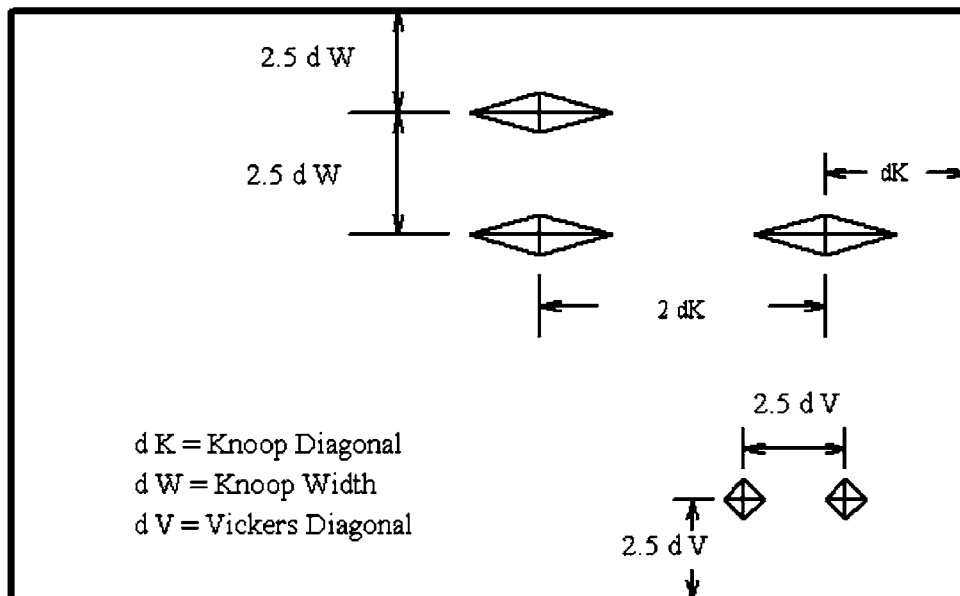 2.5 d W
2.5 d W
dK
2 dK
2.5 d V
d K = Knoop Diagonal
d W = Knoop Width
d V = Vickers Diagonal
2.5 d V